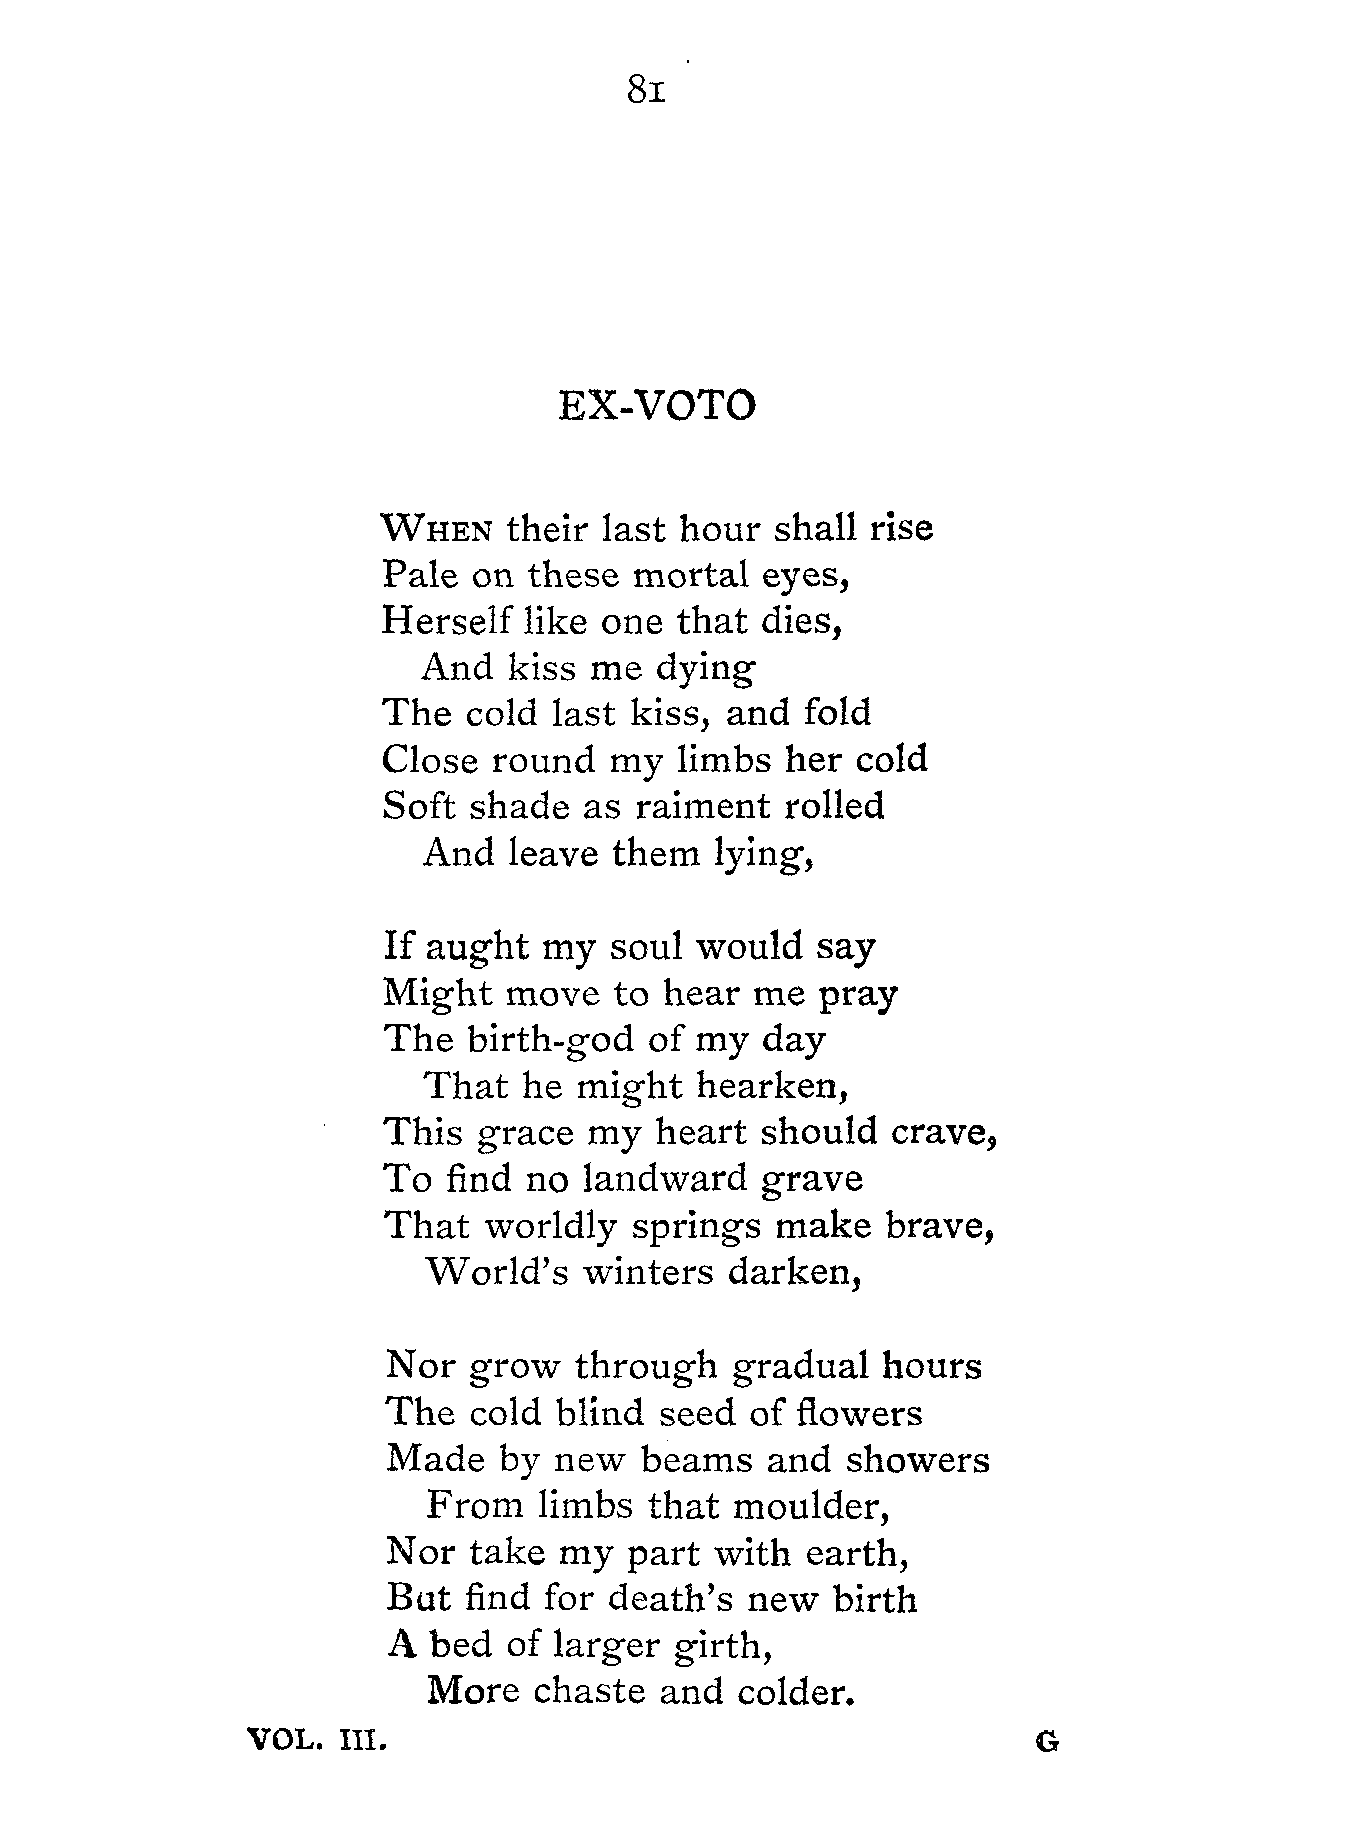 81
EX-VOTO
WHEN their last hour shall rise
Pale on these mortal eyes,
Herself like one that dies,
And kiss me dying
The cold last kiss, and fold
Close round my limbs her cold
Soft shade as raiment rolled
And leave them lying,
If aught my soul would say
Might move to hear me pray
The birth-god of my day
That he might hearken,
This grace my heart should crave,
To find no landward grave
That worldly springs make brave,
World's winters darken,
Nor grow through gradual hours
The cold blind seed of flowers
Made by new beams and showers
From limbs that moulder,
Nor take my part with earth,
But find for death's new birth
A bed of larger girth,
More chaste and colder.
VOL. III. G